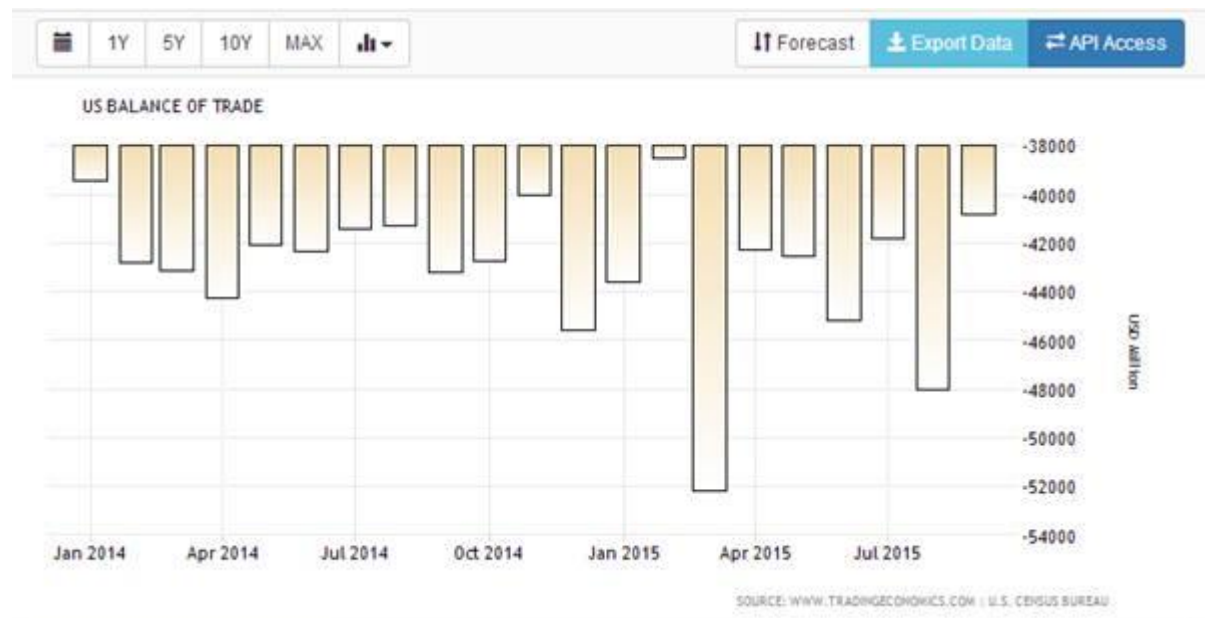 1Y 5Y 10Y MAX Forecast Export Data API Access
US BALANCE OF TRADE
-38000
-40000
-42000
-44000
-46000
-48000
-50000
-52000
-54000
USD Million
Jan 2014 Apr 2014 Jul 2014 Oct 2014 Jan 2015 Apr 2015 Jul 2015
SOURCE: WWW.TRADINGECONOMICS.COM | U.S. CENSUS BUREAU